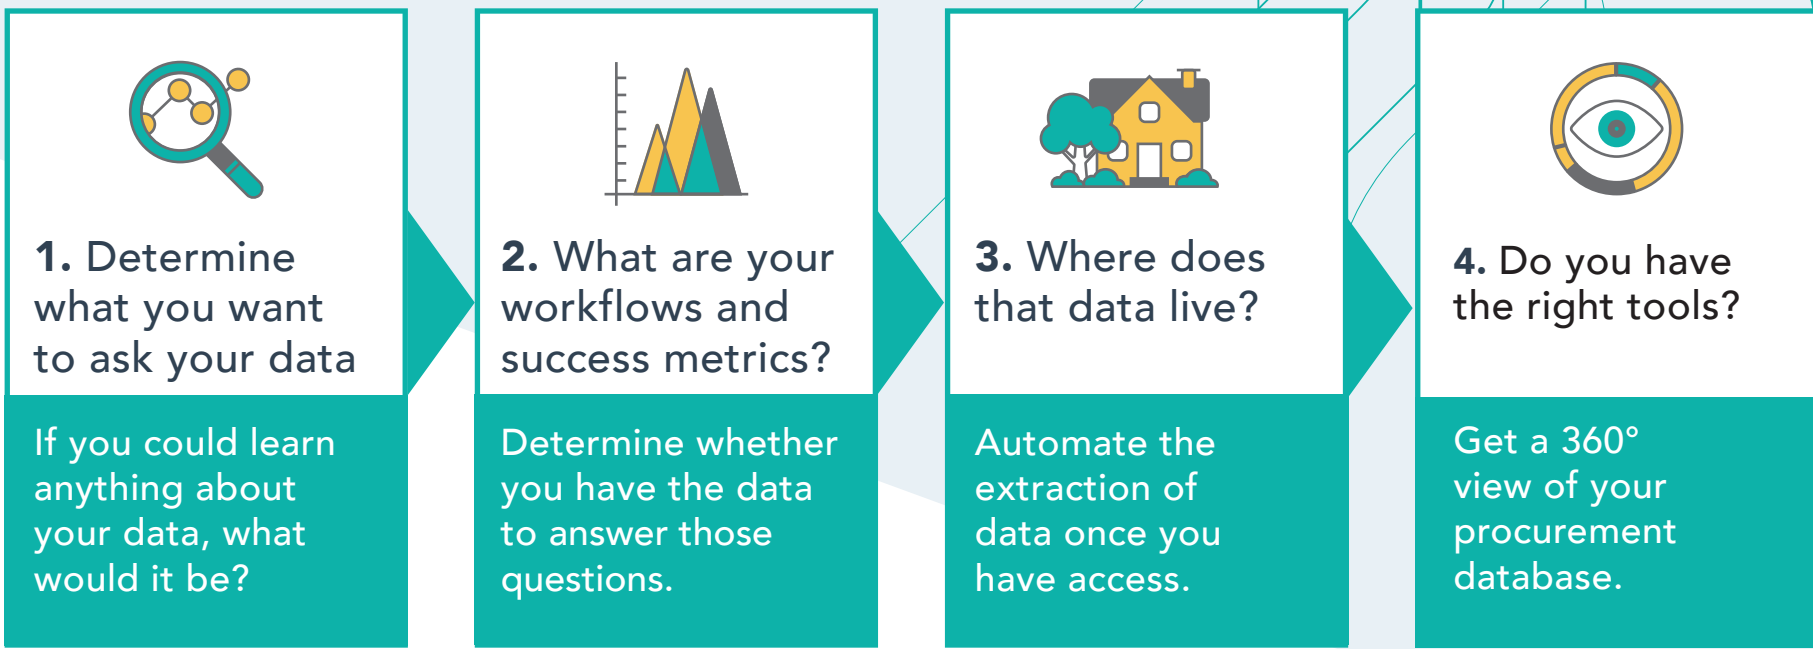 1. Determine
what you want
to ask your data
If you could learn
anything about
your data, what
would it be?
2. What are your
workflows and
success metrics?
Determine whether
you have the data
to answer those
questions.
3. Where does
that data live?
Automate the
extraction of
data once you
have access.
4. Do you have
the right tools?
Get a 360°
view of your
procurement
database.